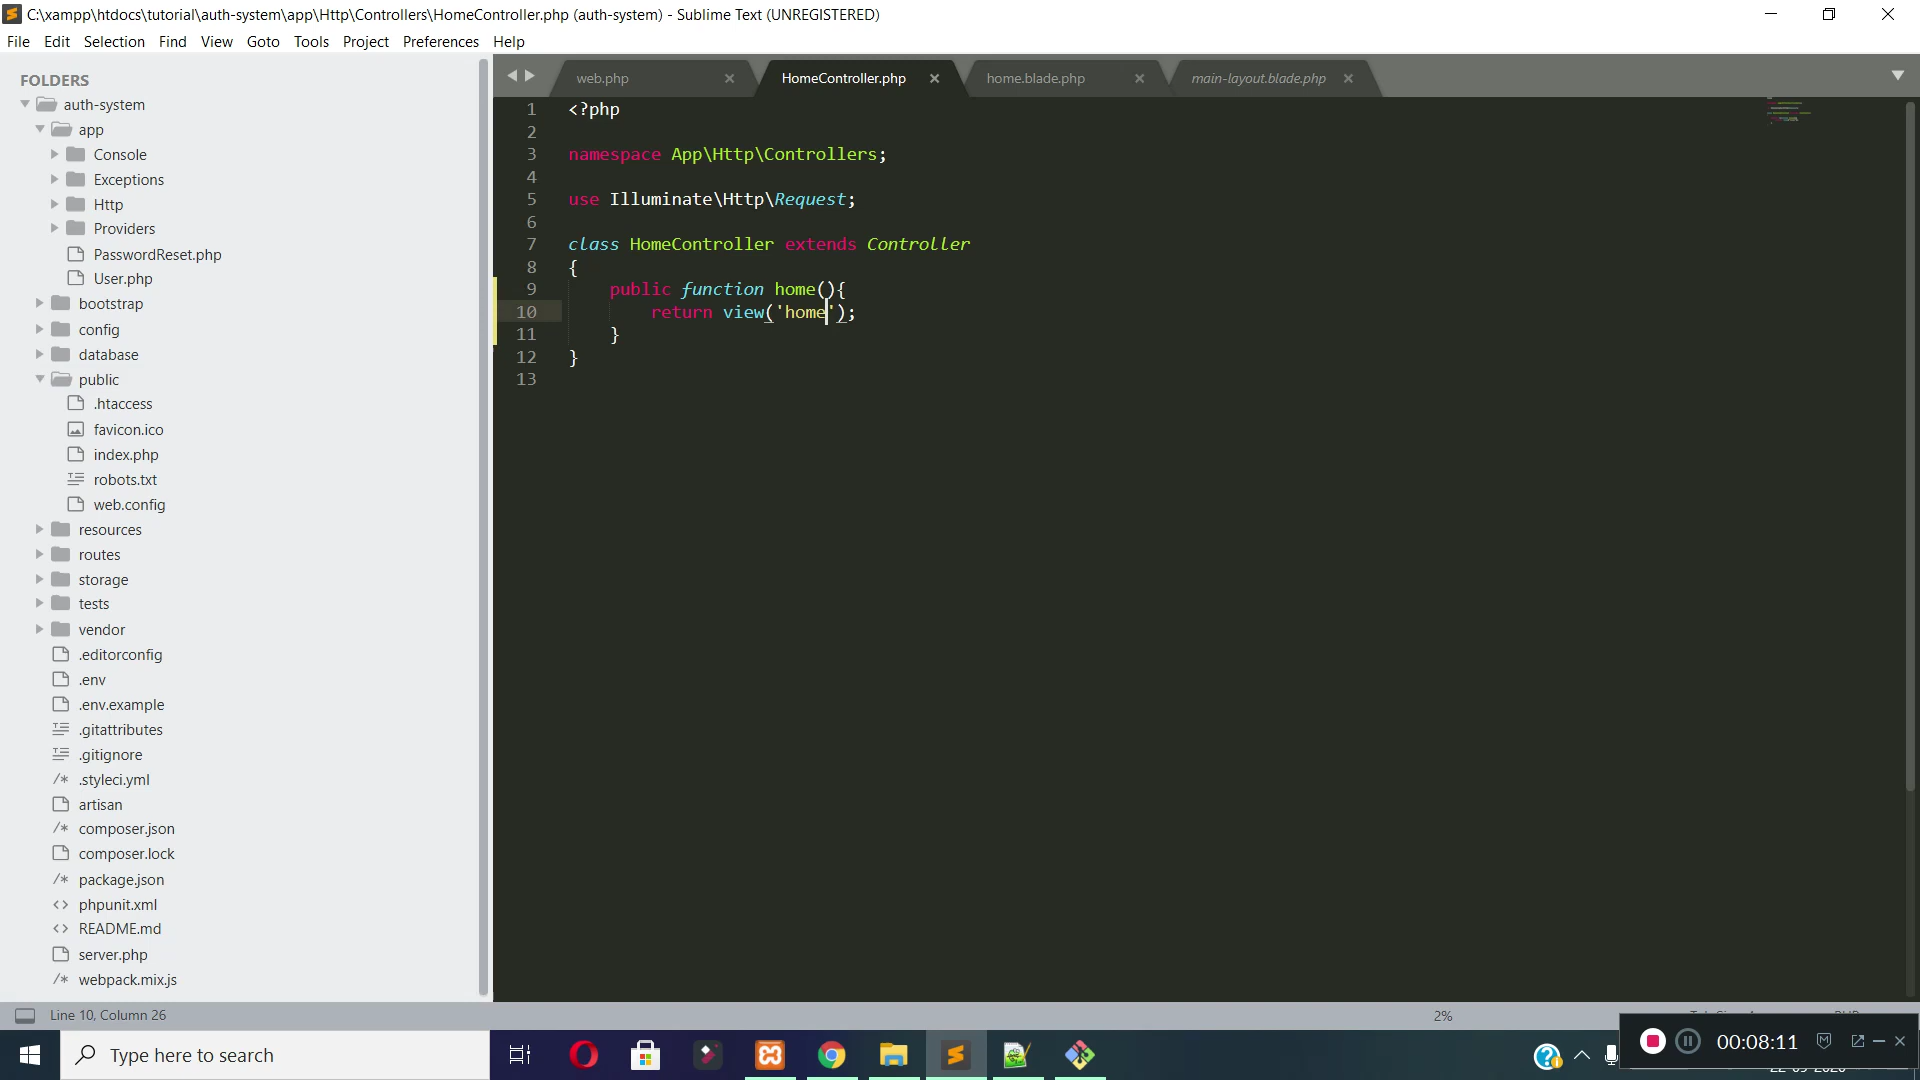 C:\xampp\htdocs\tutorial\auth-system\app\Http\Controllers\HomeController.php (auth-system) - Sublime Text (UNREGISTERED)
File Edit Selection Find View Goto Tools Project Preferences Help
FOLDERS
auth-system
app
Console
Exceptions
Http
Providers
PasswordReset.php
User.php
bootstrap
config
database
public
.htaccess
favicon.ico
index.php
robots.txt
web.config
resources
routes
storage
tests
vendor
.editorconfig
.env
.env.example
.gitattributes
.gitignore
.styleci.yml
artisan
composer.json
composer.lock
package.json
phpunit.xml
README.md
server.php
webpack.mix.js
web.php HomeController.php home.blade.php main-layout.blade.php
1 <?php
2
3 namespace App\Http\Controllers;
4
5 use Illuminate\Http\Request;
6
7 class HomeController extends Controller
8 {
9 public function home(){
10 return view('home');
11 }
12 }
13
Line 10, Column 26
2%
Type here to search
00:08:11